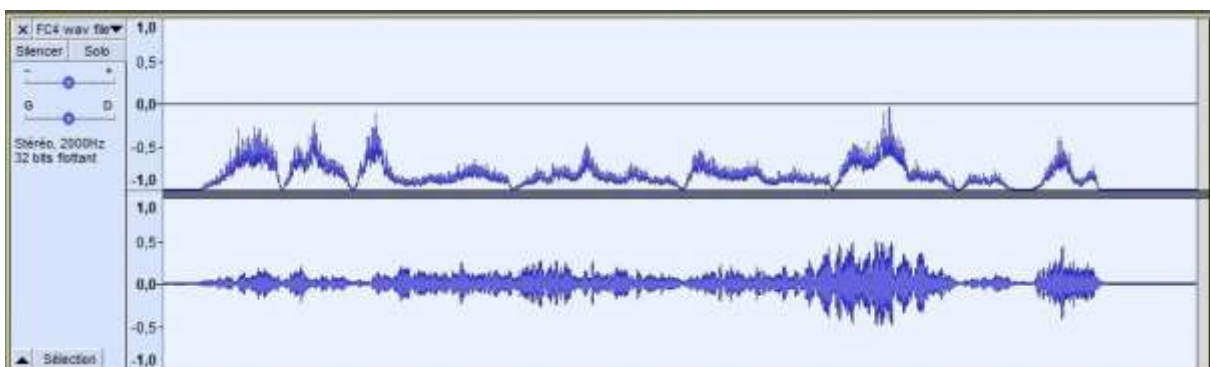 × FC4 wav file▼
Silencer Solo
- +
G D
Stéréo, 2000Hz
32 bits flottant
▲ Sélection
1,0
0,5-
0,0-
-0,5-
-1,0
1,0
0,5-
0,0-
-0,5-
-1,0